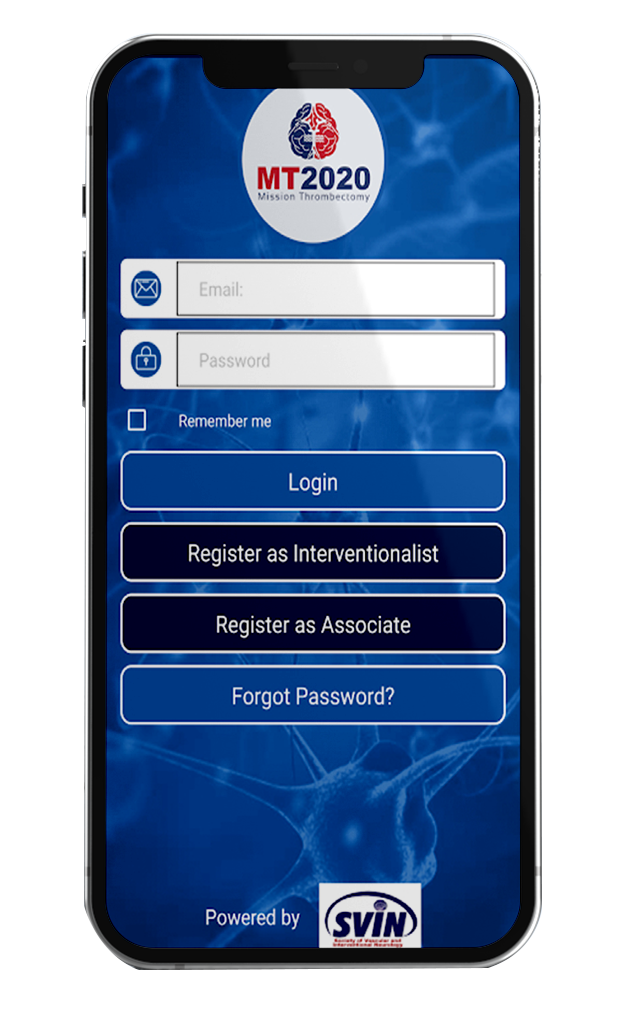 MT2020
Mission Thrombectomy
Email:
Password
Remember me
Login
Register as Interventionalist
Register as Associate
Forgot Password?
Powered by
SVIN
Society of Vascular and
Interventional Neurology